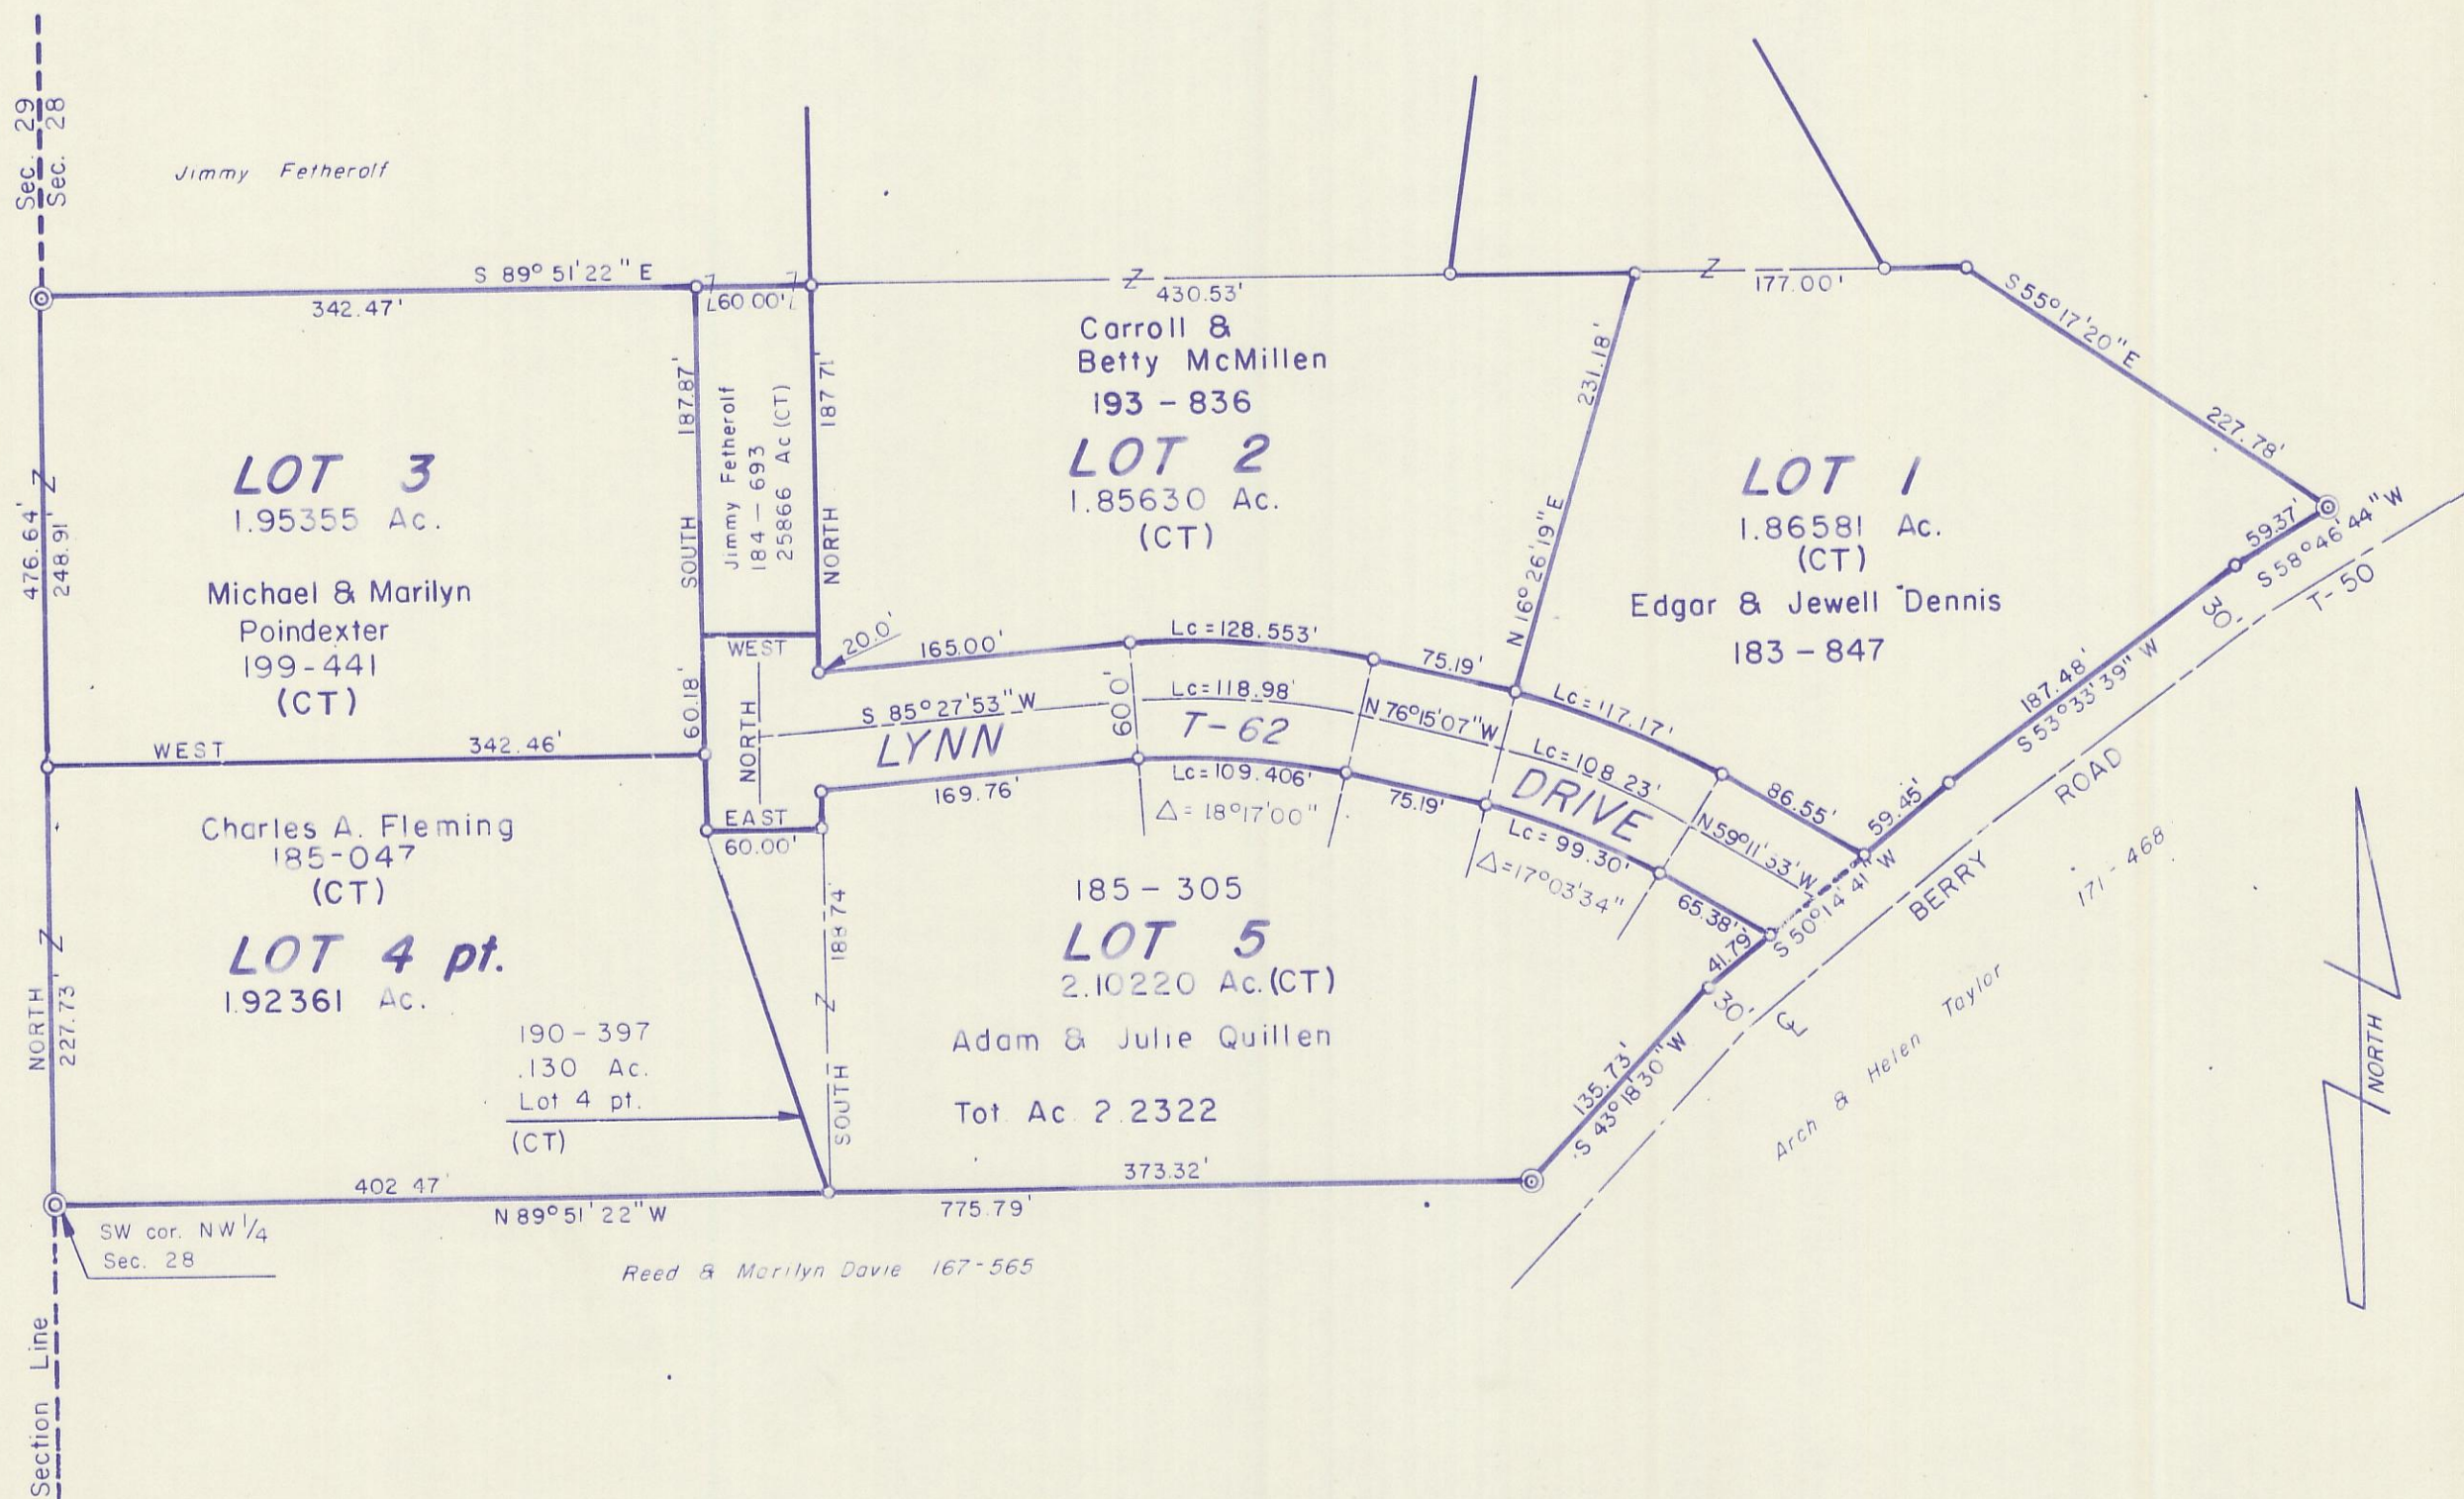 Sec. 29
Sec. 28
Jimmy Fetherolf
S 89° 51' 22" E
342.47'
60.00'
430.53'
177.00'
S 55° 17' 20" E
227.78'
LOT 3
1.95355 Ac.
Michael & Marilyn
Poindexter
199-441
(CT)
476.64'
248.91'
SOUTH 187.87'
60.18'
Jimmy Fetherolf
184 - 693
25866 Ac (CT)
NORTH 187 71'
Carroll &
Betty McMillen
193 - 836
LOT 2
1.85630 Ac.
(CT)
N 16° 26' 19" E
231.18'
LOT 1
1.86581 Ac.
(CT)
Edgar & Jewell Dennis
183 - 847
59.37'
S 58° 46' 44" W
T-50
30'
187.48'
S 53° 33' 39" W
59.45'
S 50° 14' 41" W
BERRY ROAD
WEST
20.0'
165.00'
Lc = 128.553'
75.19'
Lc = 117.17'
86.55'
NORTH
S 85° 27' 53" W
60.0'
Lc = 118.98'
N 76° 15' 07" W
Lc = 108.23'
N 59° 11' 33" W
LYNN
T-62
DRIVE
EAST
60.00'
169.76'
Lc = 109.406'
△ = 18° 17' 00"
75.19'
Lc = 99.30'
△ = 17° 03' 34"
65.38'
41.79'
30'
℄
135.73'
S 43° 18' 30" W
WEST 342.46'
Charles A. Fleming
185-047
(CT)
LOT 4 pt.
1.92361 Ac.
190 - 397
.130 Ac.
Lot 4 pt.
(CT)
NORTH
227.73'
SOUTH 188 74'
185 - 305
LOT 5
2.10220 Ac. (CT)
Adam & Julie Quillen
Tot Ac 2.2322
Arch & Helen Taylor
171 - 468
NORTH
402 47'
373.32'
N 89° 51' 22" W
775.79'
SW cor. NW 1/4
Sec. 28
Reed & Marilyn Davie 167-565
Section Line